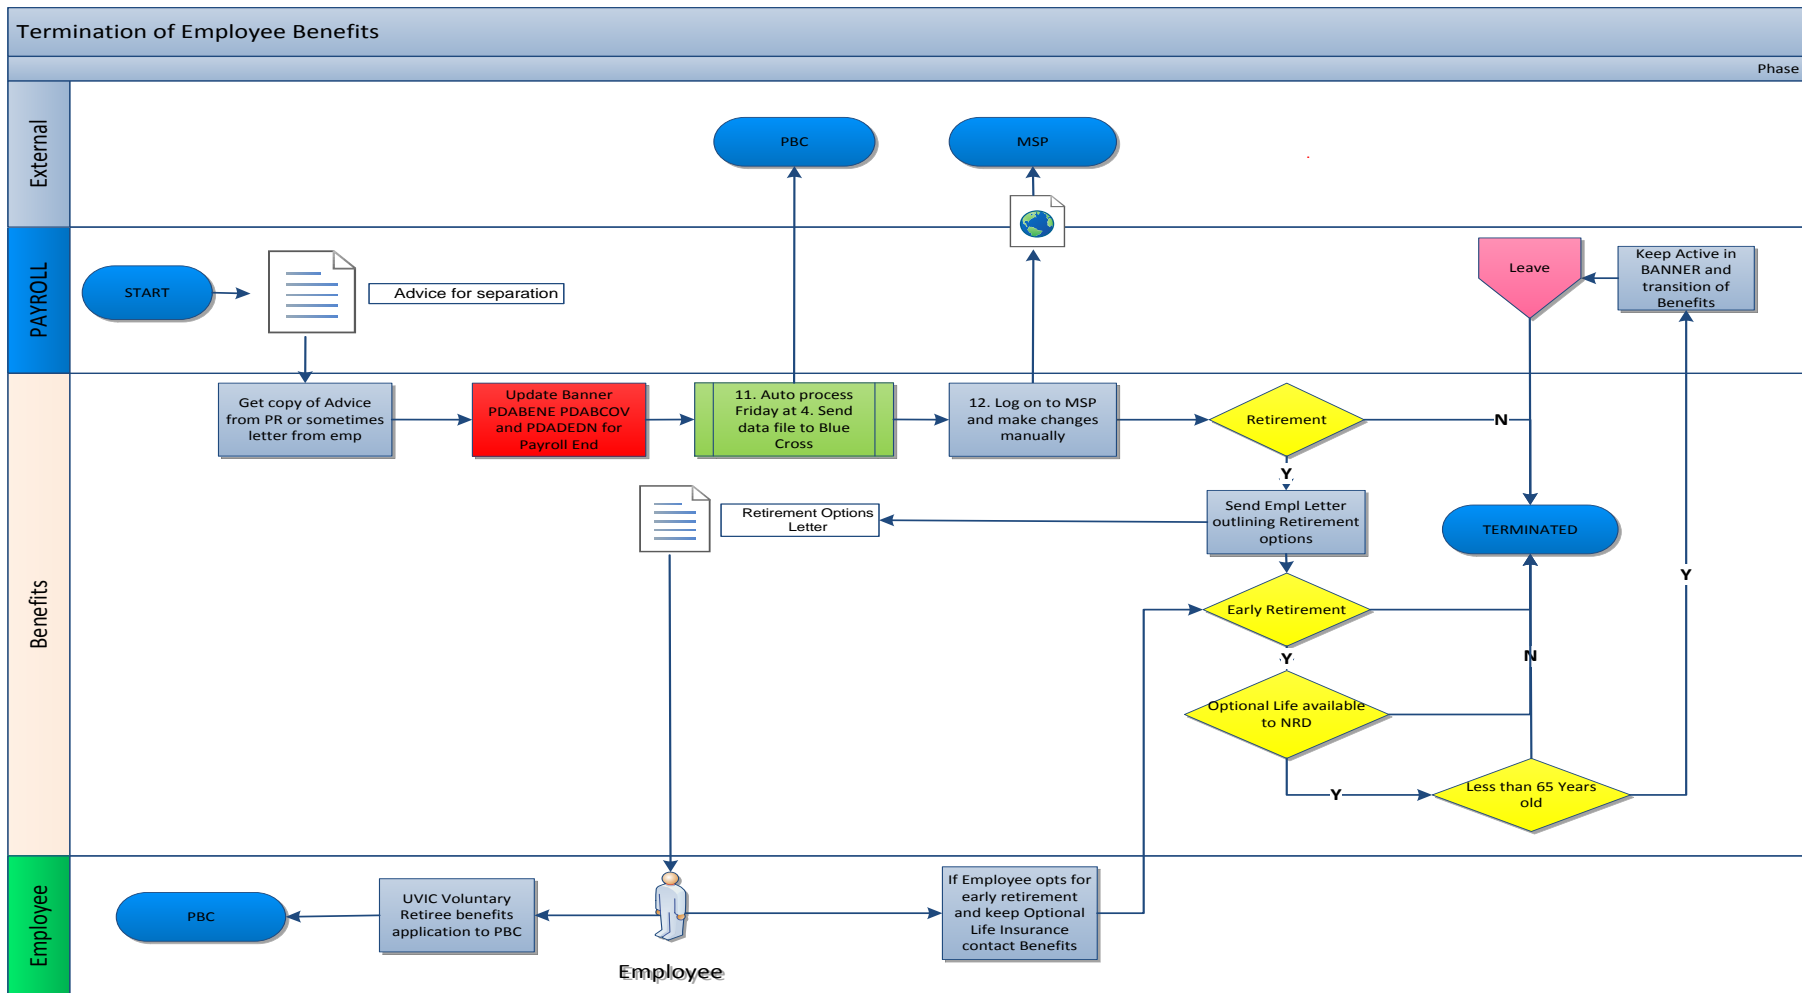 Termination of Employee Benefits
Phase
External
PBC
MSP
PAYROLL
START
Advice for separation
Leave
Keep Active in
BANNER and
transition of
Benefits
Benefits
Get copy of Advice
from PR or sometimes
letter from emp
Update Banner
PDABENE PDABCOV
and PDADEDN for
Payroll End
11. Auto process
Friday at 4. Send
data file to Blue
Cross
12. Log on to MSP
and make changes
manually
Retirement
N
Y
Retirement Options
Letter
Send Empl Letter
outlining Retirement
options
TERMINATED
Y
Early Retirement
Y
N
Optional Life available
to NRD
Y
Less than 65 Years
old
Employee
PBC
UVIC Voluntary
Retiree benefits
application to PBC
Employee
If Employee opts for
early retirement
and keep Optional
Life Insurance
contact Benefits